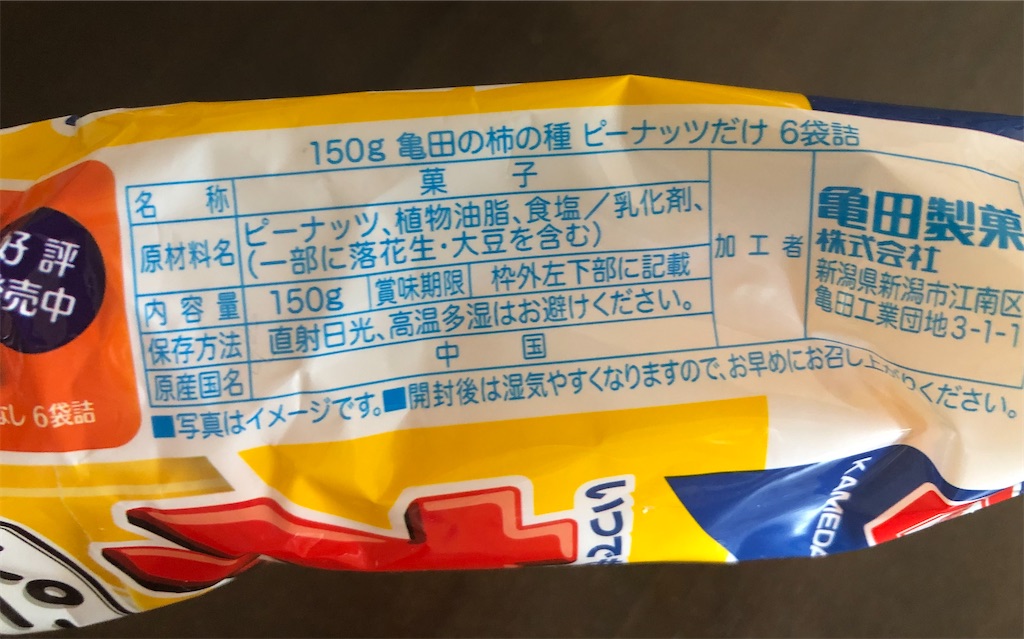 150g 亀田の柿の種 ピーナッツだけ 6袋詰
名称 菓子
原材料名 ピーナッツ、植物油脂、食塩／乳化剤、
(一部に落花生・大豆を含む)
内容量 150g 賞味期限 枠外左下部に記載
保存方法 直射日光、高温多湿はお避けください。
原産国名 中国
加工者 亀田製菓
株式会社
新潟県新潟市江南区
亀田工業団地3-1-1
■写真はイメージです。■開封後は湿気やすくなりますので、お早めにお召し上がりください。
好評
売中
なし 6袋詰
いつで
KAMEDA